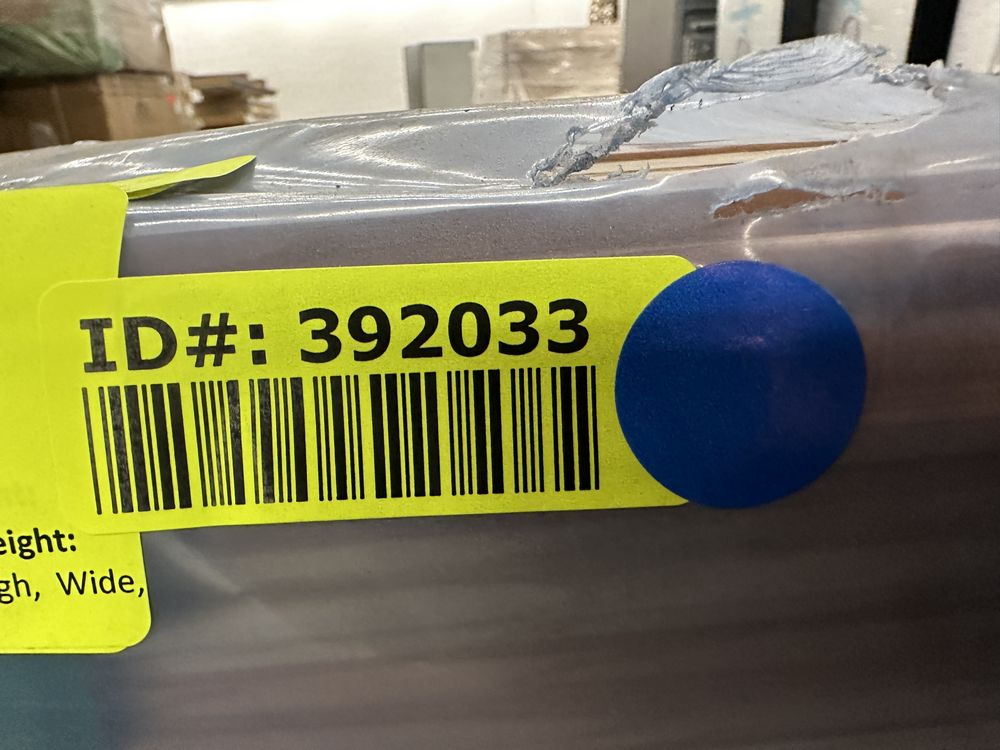 ID#: 392033
eight:
gh, Wide,